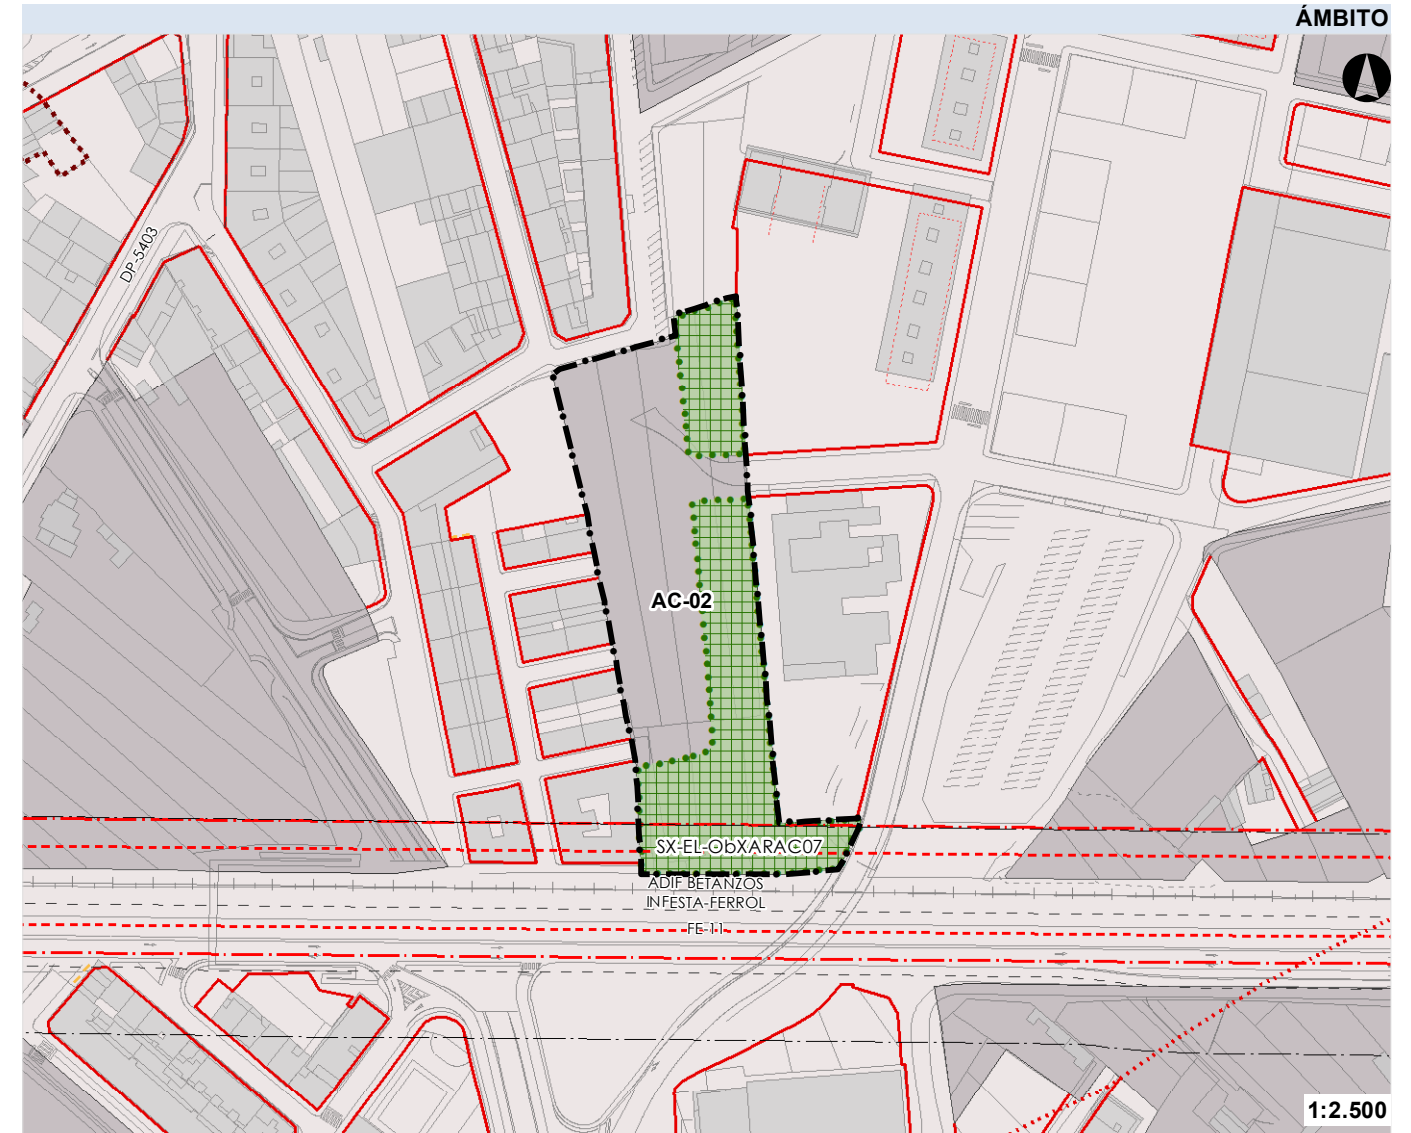 ÁMBITO
DP-5403
AC-02
SX-EL-ObXARAC07
ADIF BETANZOS
INFESTA-FERROL
FE-11
1:2.500